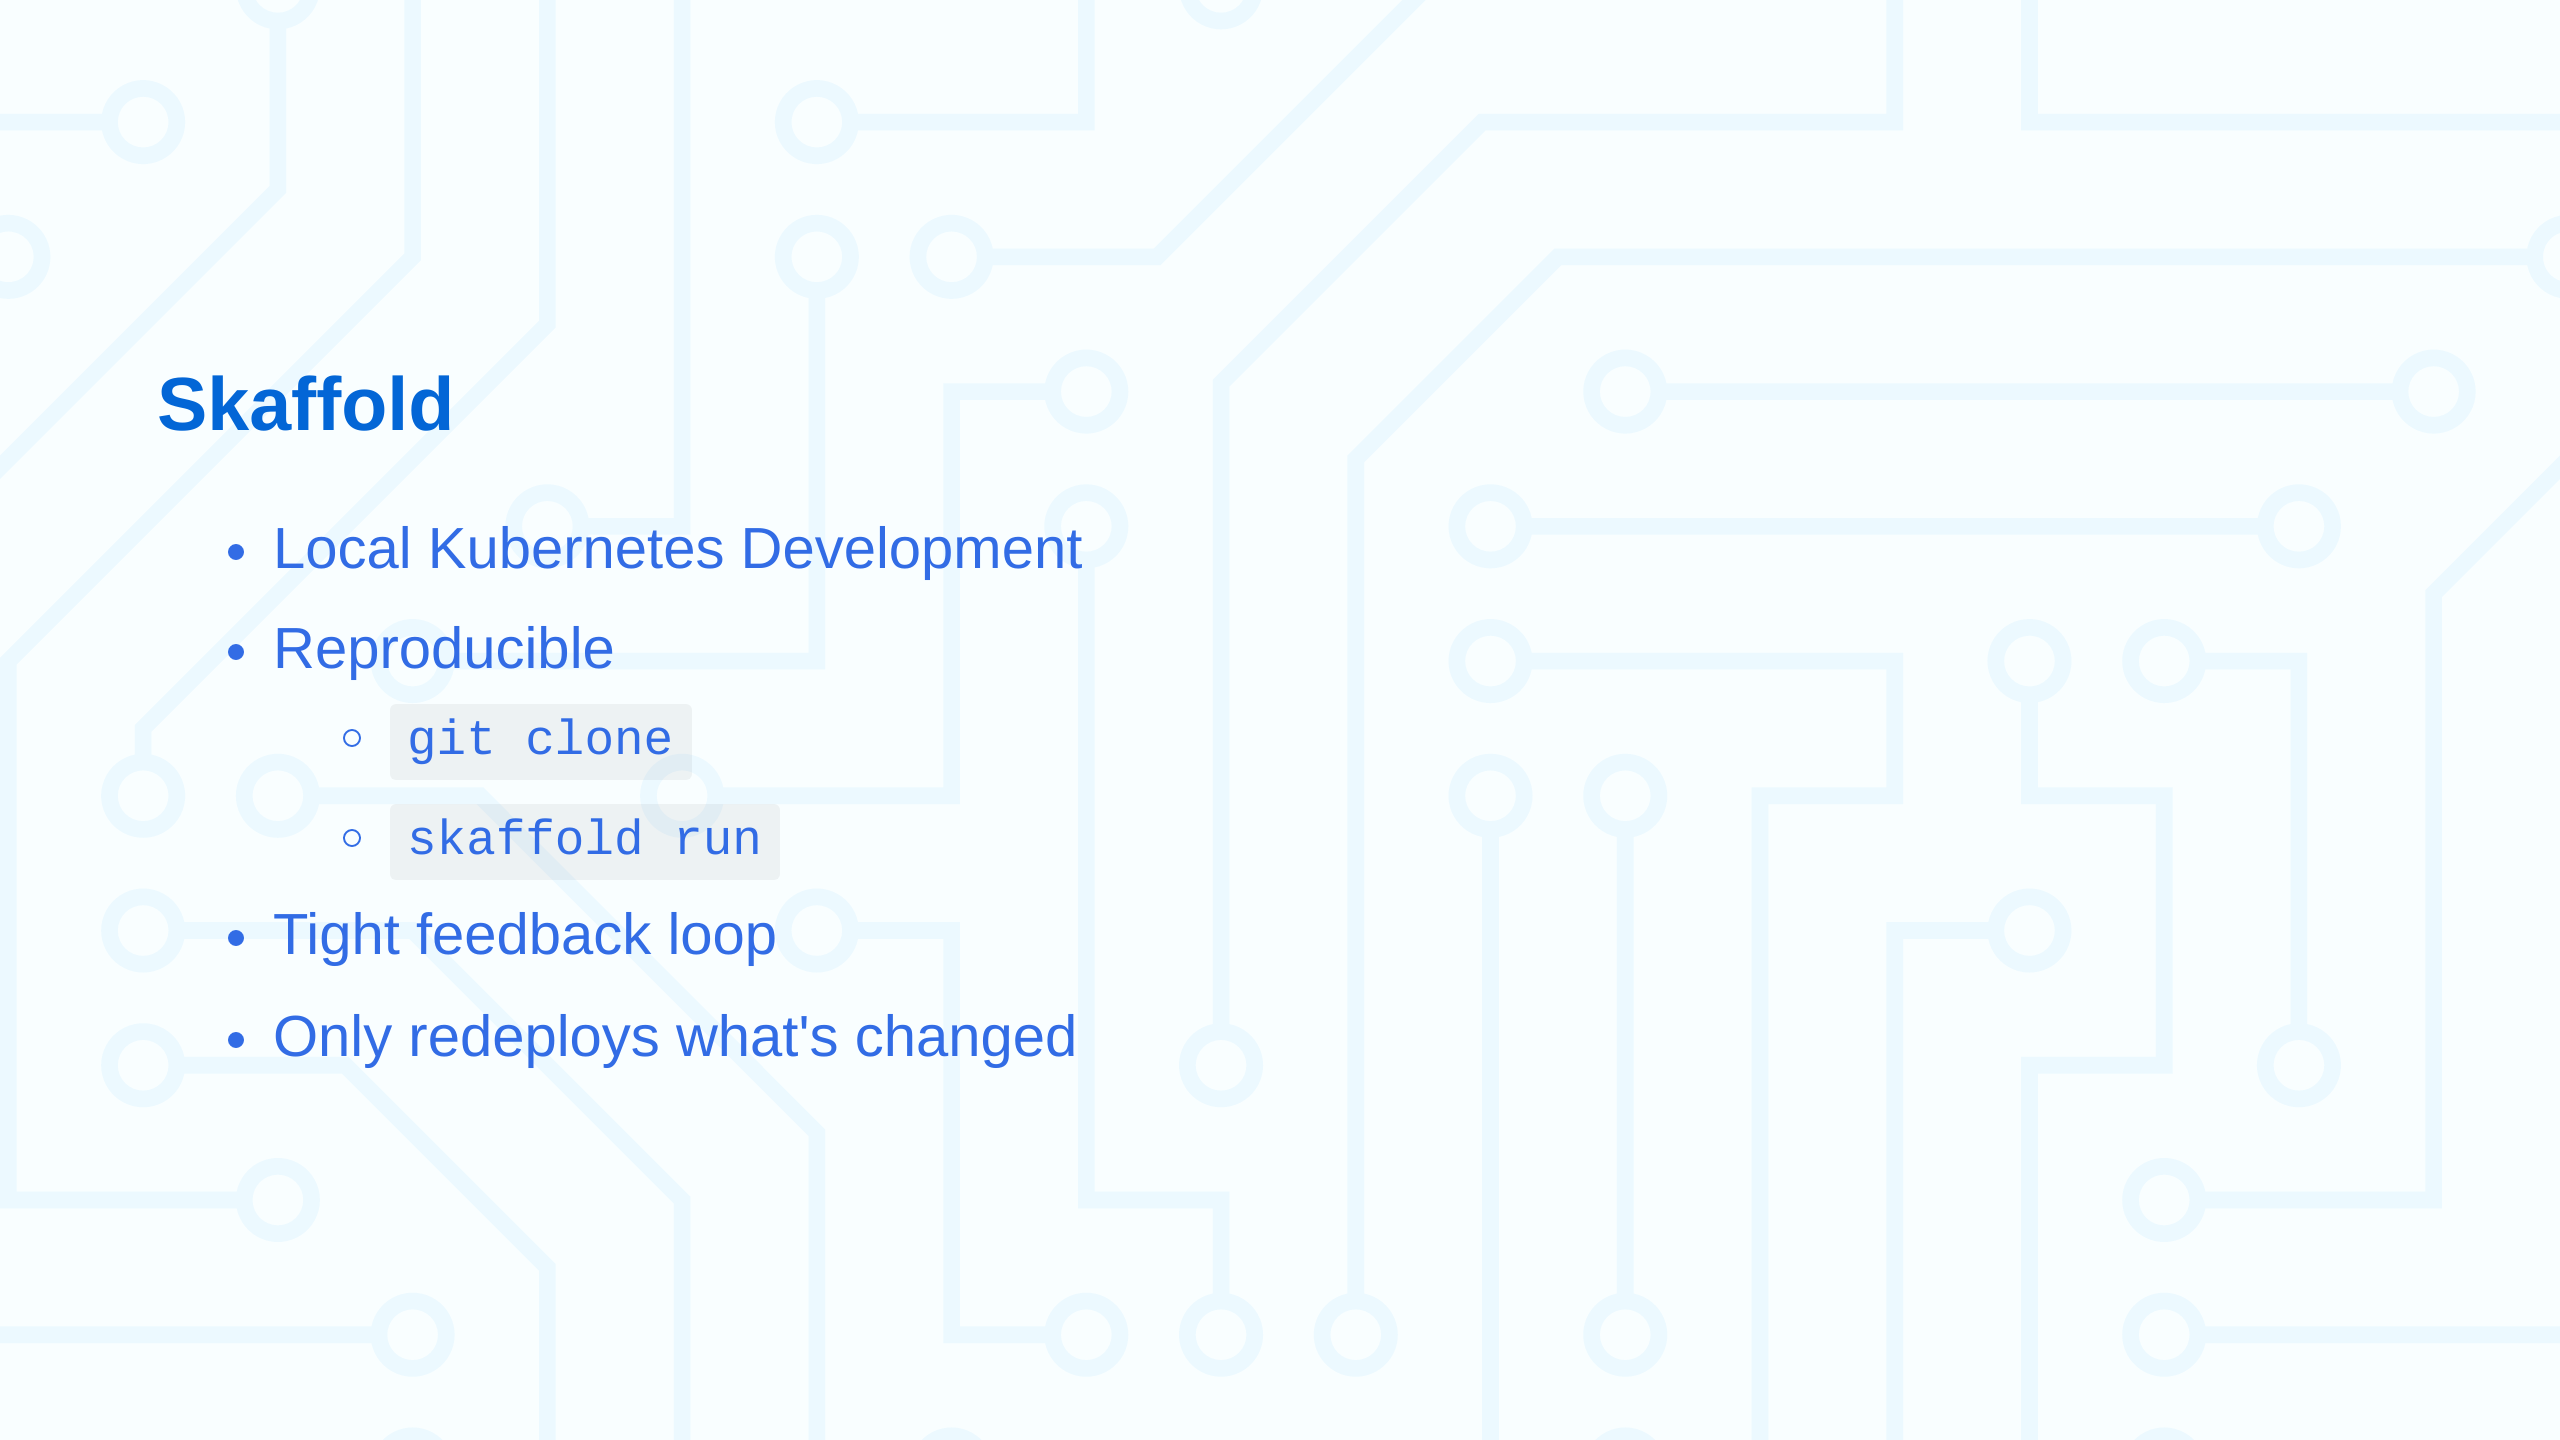 Skaffold
Local Kubernetes Development
Reproducible
git clone
skaffold run
Tight feedback loop
Only redeploys what's changed